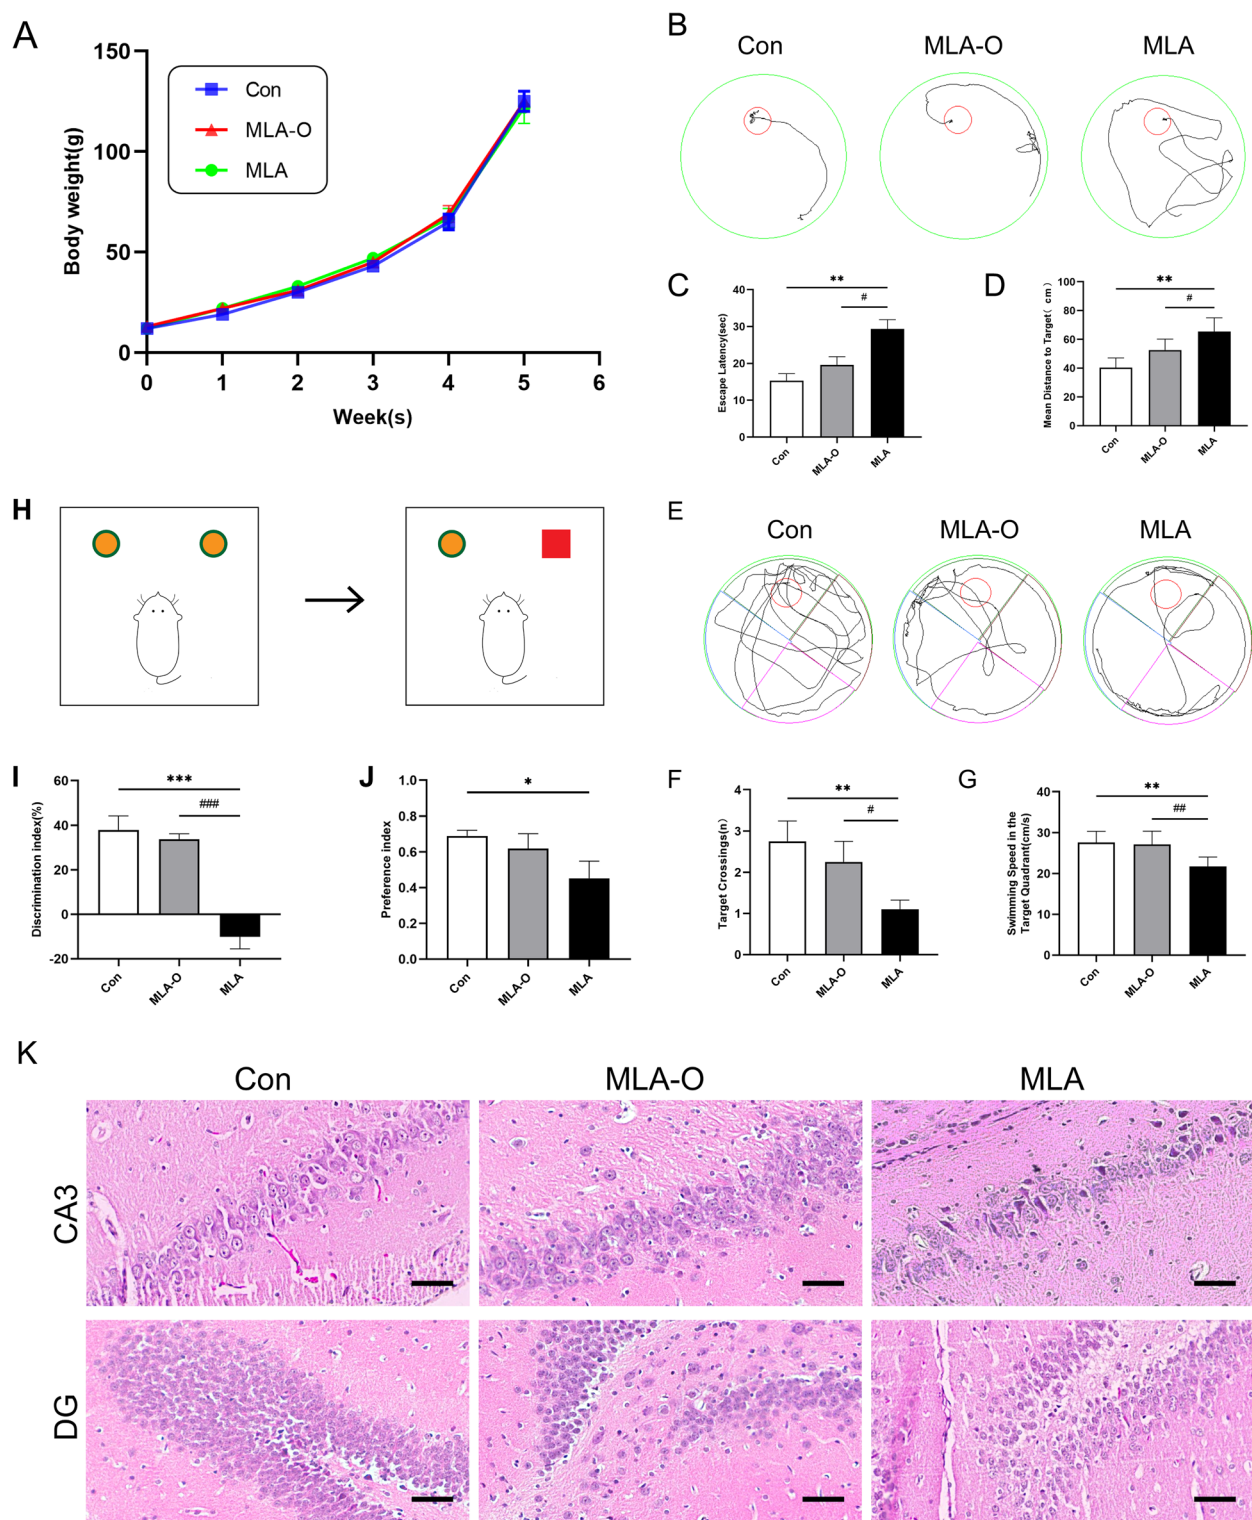 A
150
100
50
0
Body weight(g)
Con
MLA-O
MLA
0 1 2 3 4 5 6
Week(s)
B
Con MLA-O MLA
C
Escape Latency(sec)
40
30
20
10
0
**
#
Con MLA-O MLA
D
Mean Distance to Target( cm)
100
80
60
40
20
0
**
#
Con MLA-O MLA
H
E
Con MLA-O MLA
I
Discrimination index(%)
60
40
20
0
-20
***
###
Con MLA-O MLA
J
Preference index
1.0
0.8
0.6
0.4
0.2
0.0
*
Con MLA-O MLA
F
Target Crossings(n)
4
3
2
1
0
**
#
Con MLA-O MLA
G
Swimming Speed in the
Target Quadrant(cm/s)
40
30
20
10
0
**
##
Con MLA-O MLA
K
Con MLA-O MLA
CA3
DG